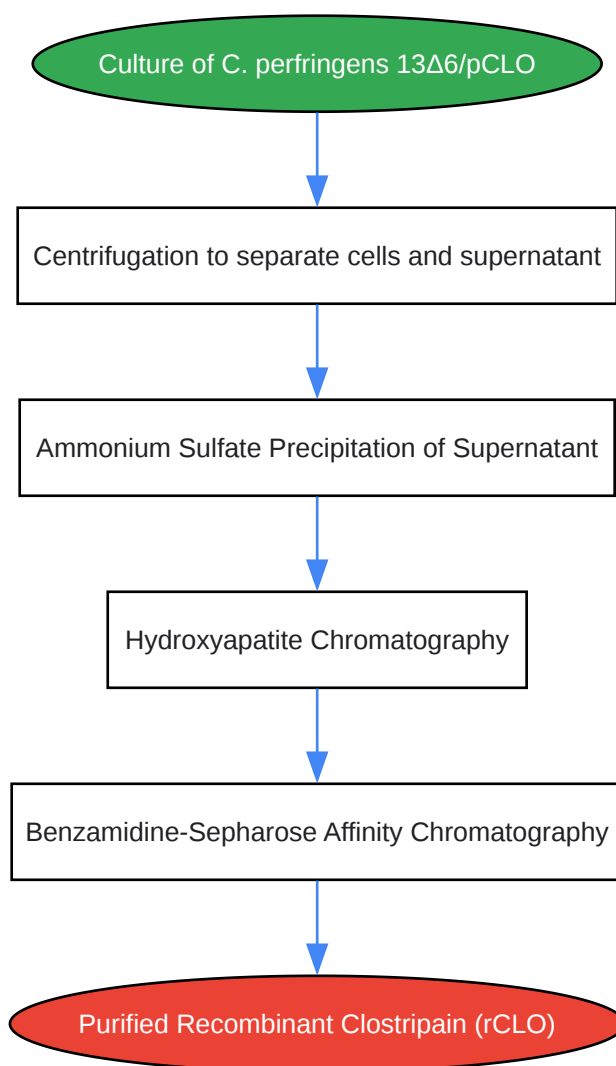 Culture of C. perfringens 13Δ6/pCLO
Centrifugation to separate cells and supernatant
Ammonium Sulfate Precipitation of Supernatant
Hydroxyapatite Chromatography
Benzamidine-Sepharose Affinity Chromatography
Purified Recombinant Clostripain (rCLO)